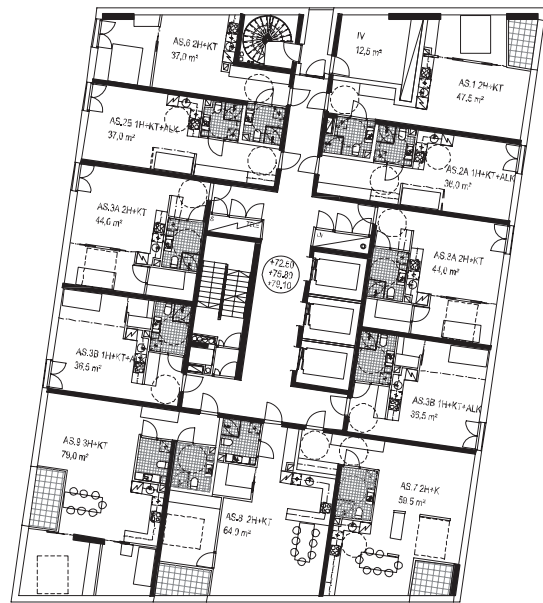 AS.6 2H+KT
37,0 m²
IV
12,5 m²
AS.1 2H+KT
47,5 m²
AS.2B 1H+KT+ALK
37,0 m²
AS.2A 1H+KT+ALK
36,0 m²
AS.3A 2H+KT
44,0 m²
+72.60
+75.80
+79.10
2H+KT
44,0 m²
AS.3B 1H+KT+A
36,5 m²
AS.3B 1H+KT+ALK
36,5 m²
AS.9 3H+KT
79,0 m²
AS.8 2H+KT
64,0 m²
AS.7 2H+K
59,5 m²